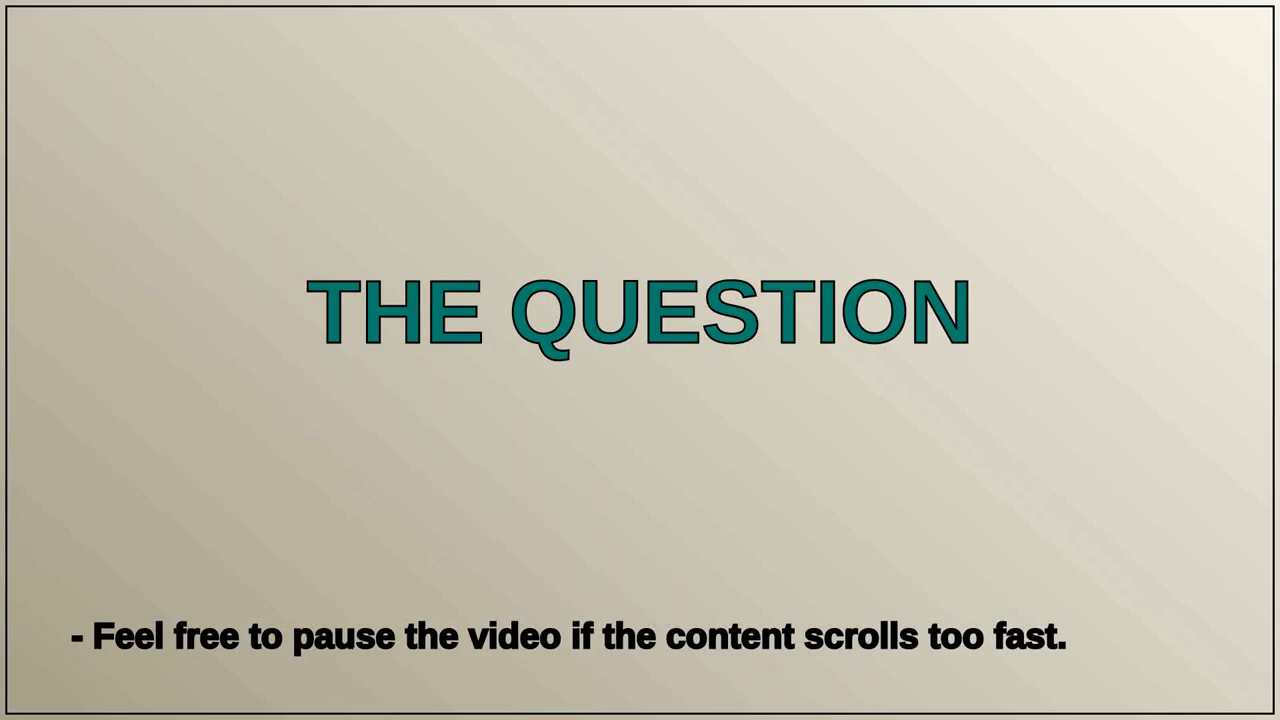 THE QUESTION
- Feel free to pause the video if the content scrolls too fast.